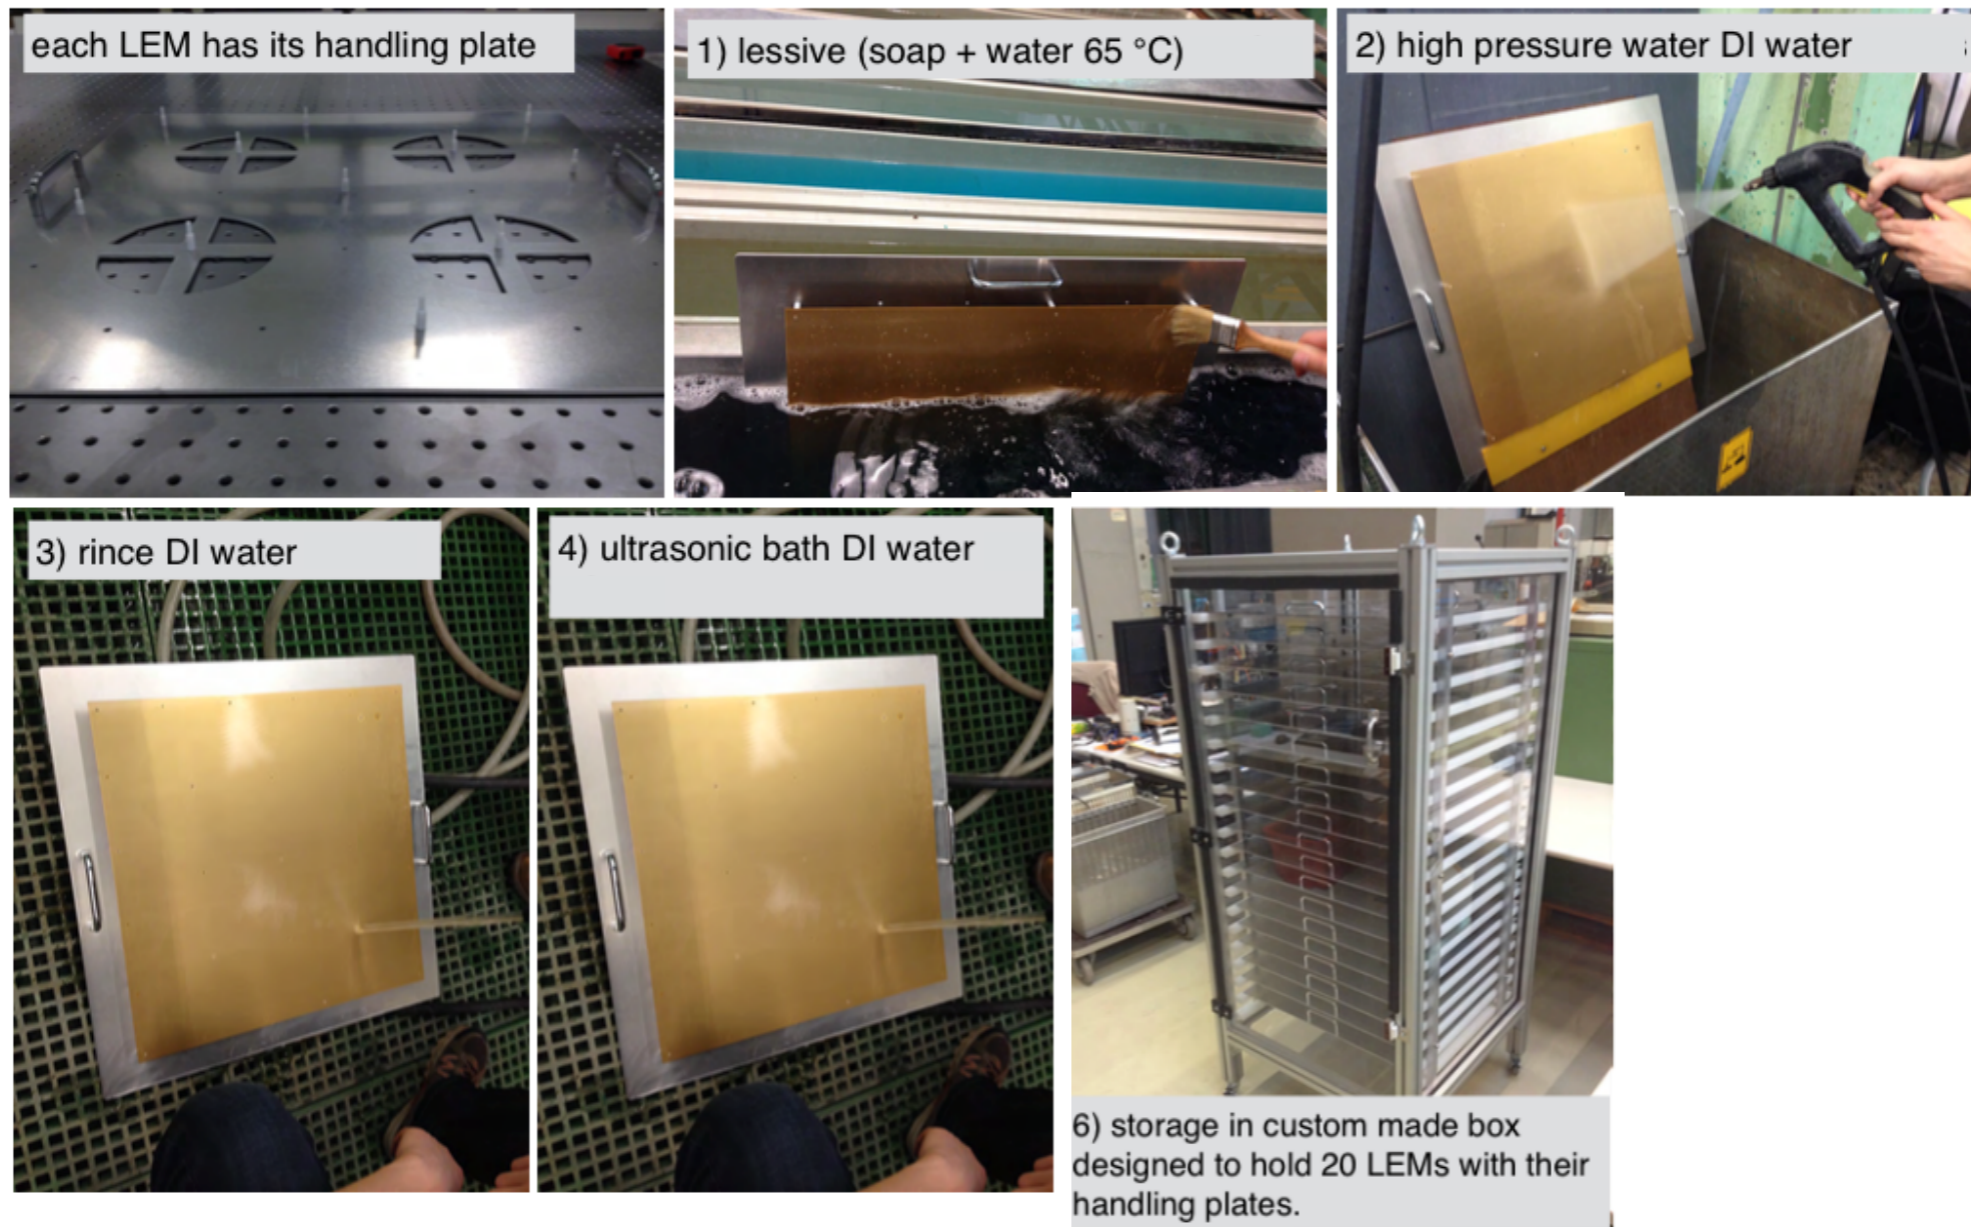 each LEM has its handling plate
1) lessive (soap + water 65 °C)
2) high pressure water DI water
3) rince DI water
4) ultrasonic bath DI water
6) storage in custom made box
designed to hold 20 LEMs with their
handling plates.